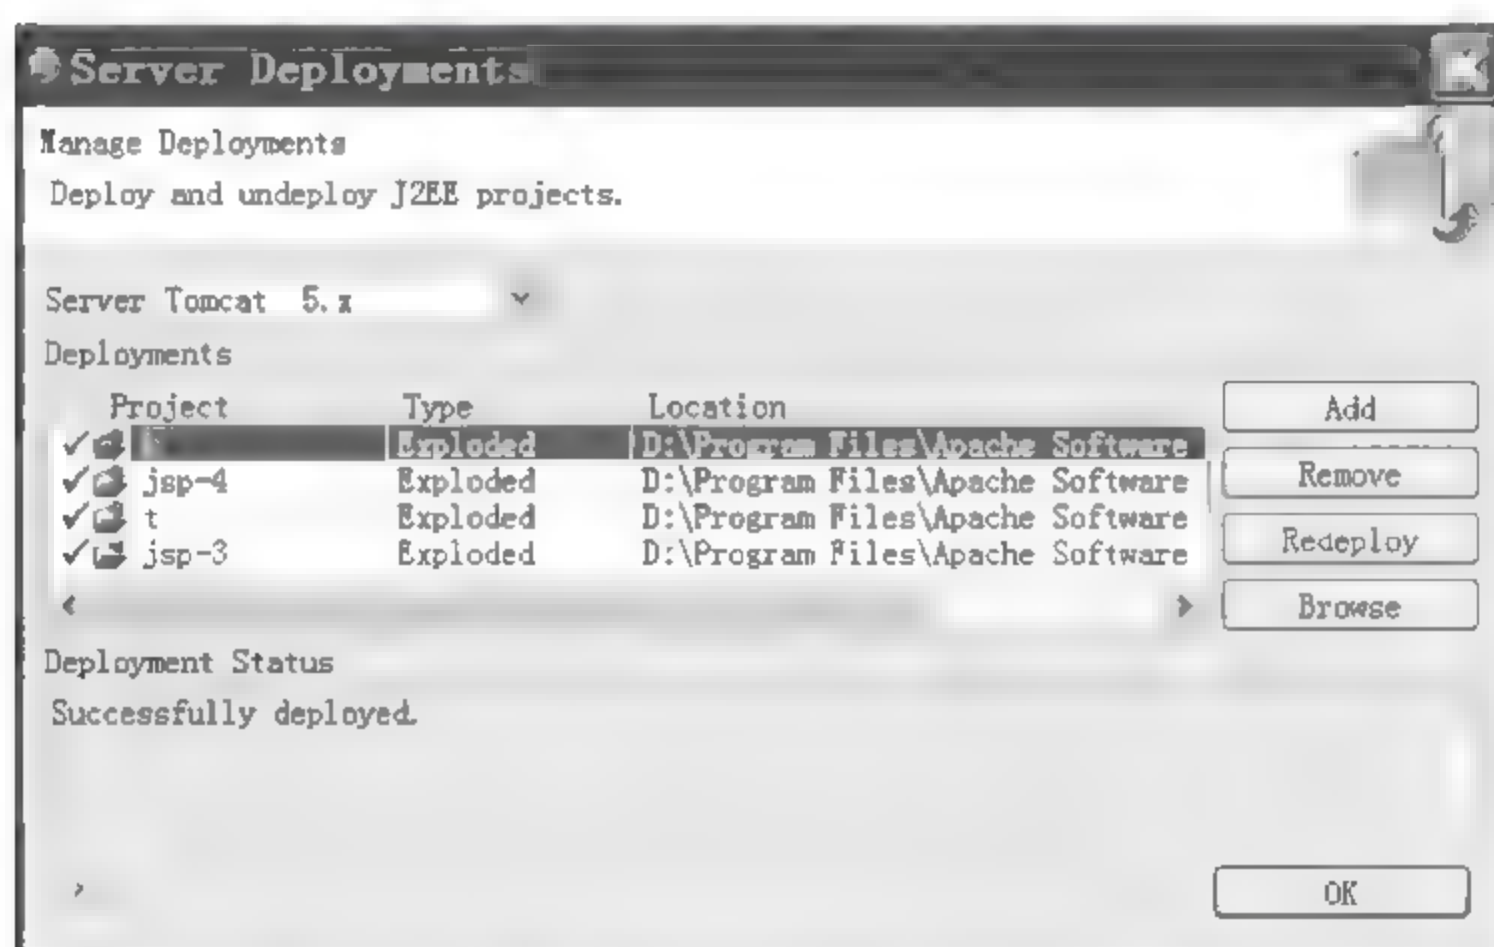 Server Deployments
Manage Deployments
Deploy and undeploy J2EE projects.
Server Tomcat 5.x
Deployments
Project Type Location
Exploded D:\Program Files\Apache Software
jsp-4 Exploded D:\Program Files\Apache Software
t Exploded D:\Program Files\Apache Software
jsp-3 Exploded D:\Program Files\Apache Software
Add
Remove
Redeploy
Browse
Deployment Status
Successfully deployed.
OK